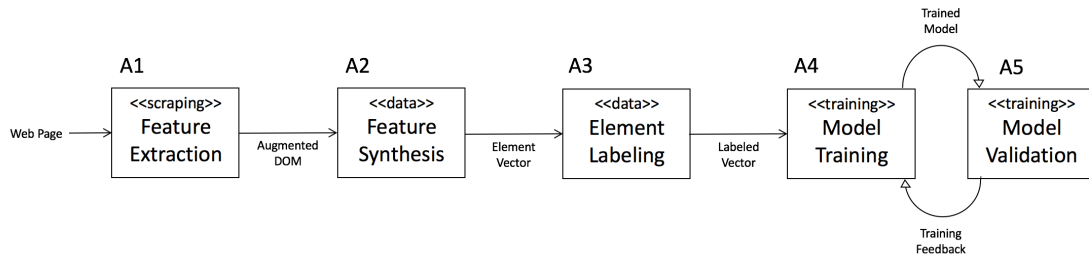 Web Page
A1
<<scraping>>
Feature
Extraction
Augmented
DOM
A2
<<data>>
Feature
Synthesis
Element
Vector
A3
<<data>>
Element
Labeling
Labeled
Vector
A4
<<training>>
Model
Training
Trained
Model
A5
<<training>>
Model
Validation
Training
Feedback